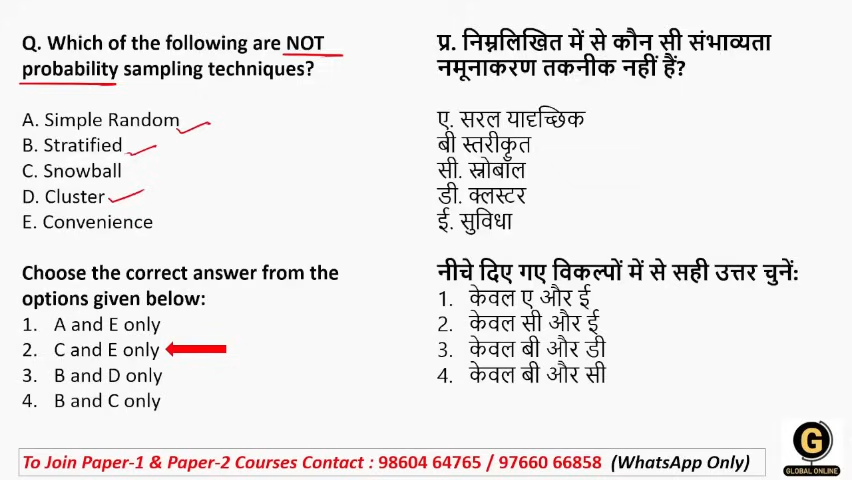 Q. Which of the following are NOT
probability sampling techniques?
A. Simple Random
B. Stratified
C. Snowball
D. Cluster
E. Convenience
Choose the correct answer from the
options given below:
1. A and E only
2. C and E only
3. B and D only
4. B and C only
प्र. निम्नलिखित में से कौन सी संभाव्यता
नमूनाकरण तकनीक नहीं हैं?
ए. सरल यादृच्छिक
बी स्तरीकृत
सी. स्नोबॉल
डी. क्लस्टर
ई. सुविधा
नीचे दिए गए विकल्पों में से सही उत्तर चुनें:
1. केवल ए और ई
2. केवल सी और ई
3. केवल बी और डी
4. केवल बी और सी
To Join Paper-1 & Paper-2 Courses Contact : 98604 64765 / 97660 66858 (WhatsApp Only)
G
GLOBAL ONLINE